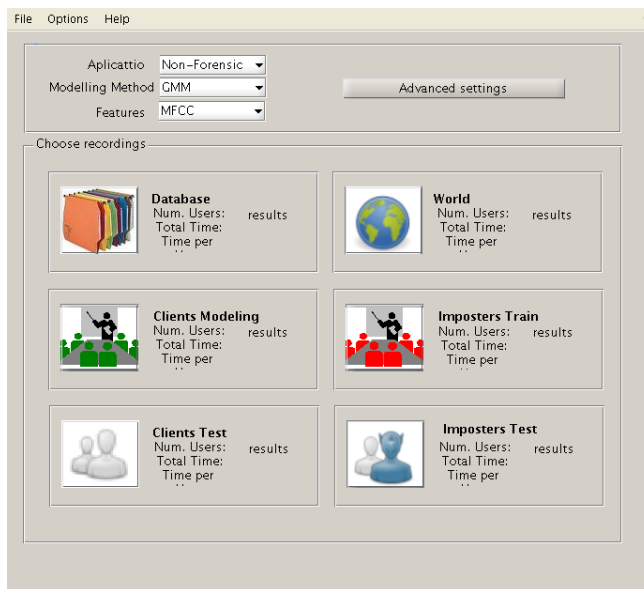 File Options Help
Aplicattio Non-Forensic
Modelling Method GMM
Features MFCC
Advanced settings
Choose recordings
Database
Num. Users: results
Total Time:
Time per
World
Num. Users: results
Total Time:
Time per
Clients Modeling
Num. Users: results
Total Time:
Time per
Imposters Train
Num. Users: results
Total Time:
Time per
Clients Test
Num. Users: results
Total Time:
Time per
Imposters Test
Num. Users: results
Total Time:
Time per